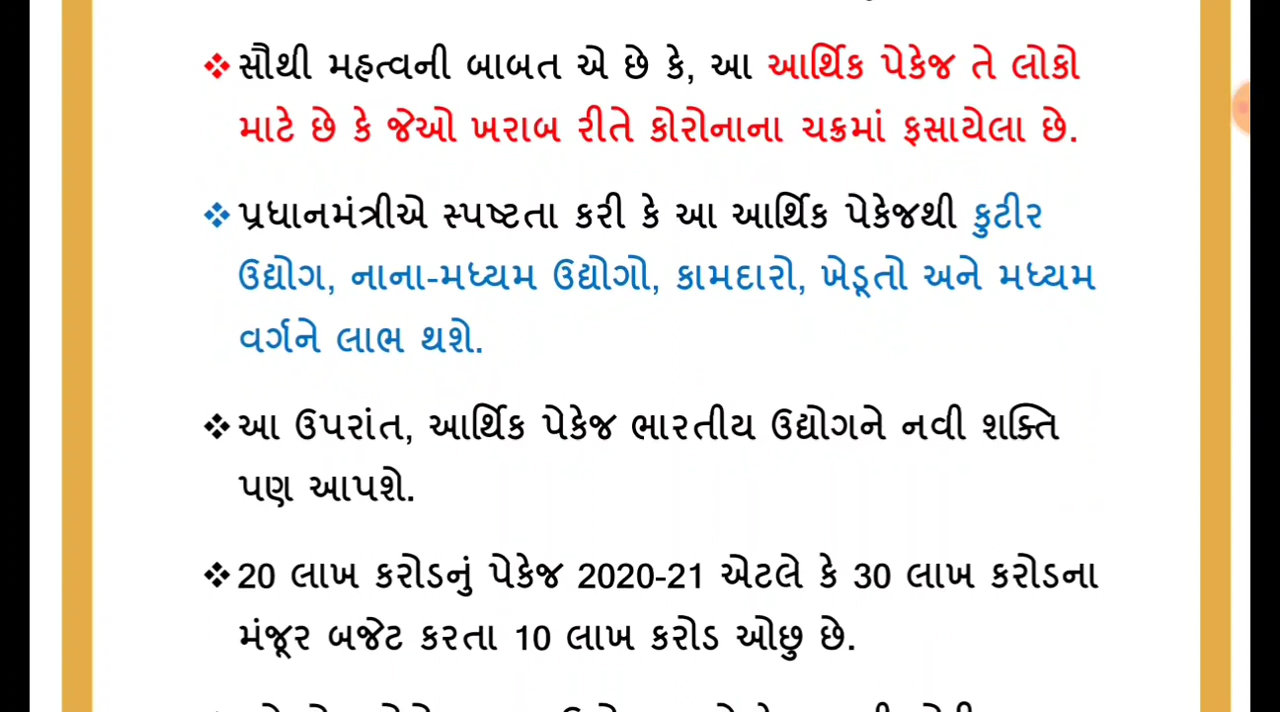 ❖ સૌથી મહત્વની બાબત એ છે કે, આ આર્થિક પેકેજ તે લોકો
માટે છે કે જેઓ ખરાબ રીતે કોરોનાના ચક્રમાં ફસાયેલા છે.
❖ પ્રધાનમંત્રીએ સ્પષ્ટતા કરી કે આ આર્થિક પેકેજથી કુટીર
ઉદ્યોગ, નાના-મધ્યમ ઉદ્યોગો, કામદારો, ખેડૂતો અને મધ્યમ
વર્ગને લાભ થશે.
❖ આ ઉપરાંત, આર્થિક પેકેજ ભારતીય ઉદ્યોગને નવી શક્તિ
પણ આપશે.
❖ 20 લાખ કરોડનું પેકેજ 2020-21 એટલે કે 30 લાખ કરોડના
મંજૂર બજેટ કરતા 10 લાખ કરોડ ઓછુ છે.